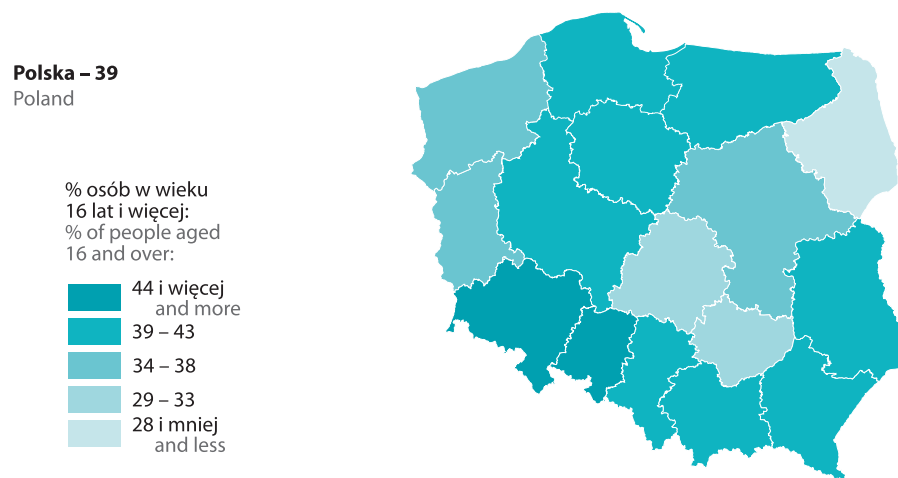 Polska – 39
Poland
% osób w wieku
16 lat i więcej:
% of people aged
16 and over:
44 i więcej
and more
39 – 43
34 – 38
29 – 33
28 i mniej
and less